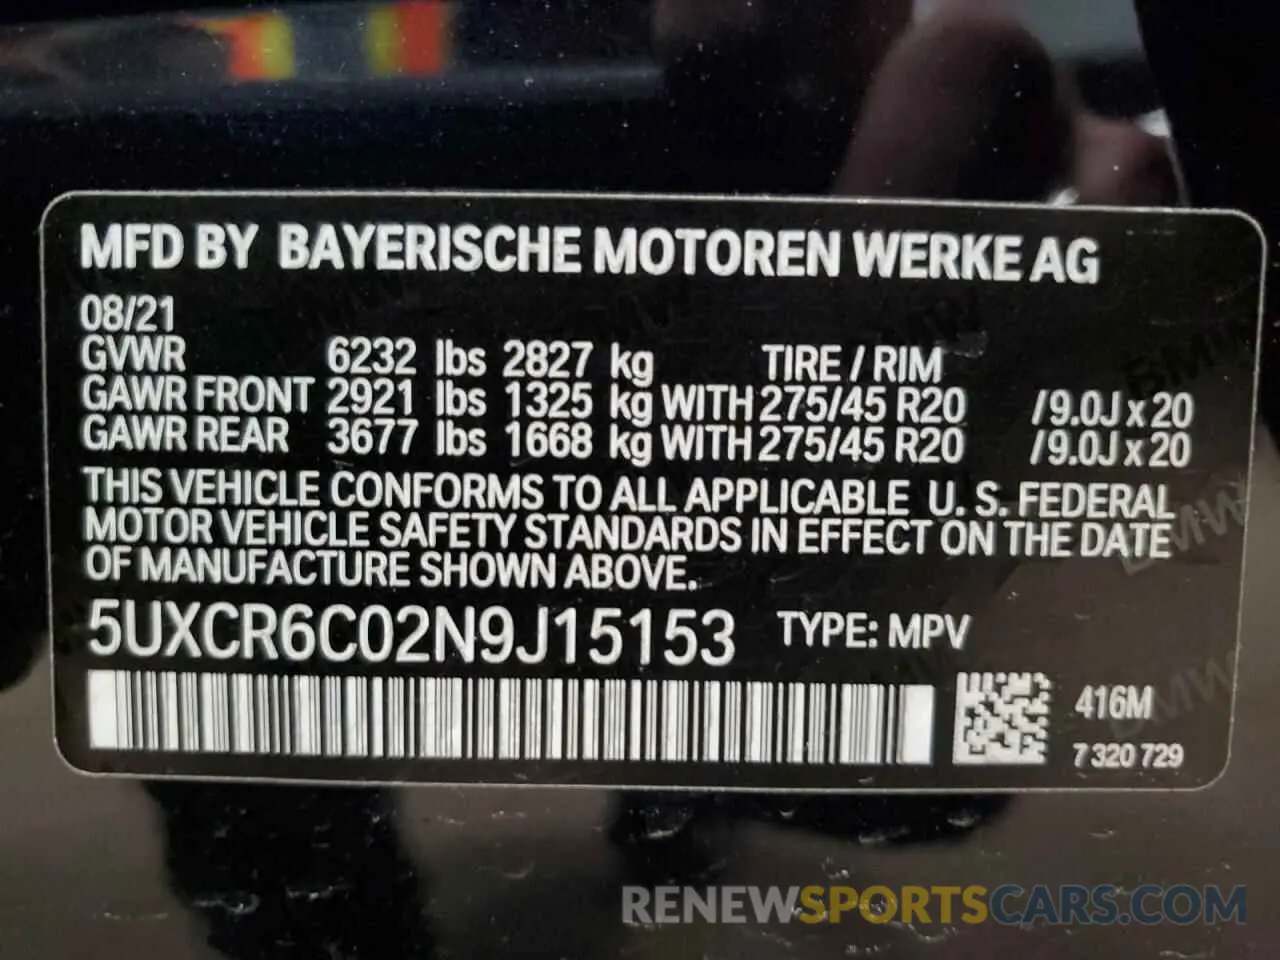 MFD BY BAYERISCHE MOTOREN WERKE AG
08/21
GVWR 6232 lbs 2827 kg TIRE / RIM
GAWR FRONT 2921 lbs 1325 kg WITH 275/45 R20 /9.0J x 20
GAWR REAR 3677 lbs 1668 kg WITH 275/45 R20 /9.0J x 20
THIS VEHICLE CONFORMS TO ALL APPLICABLE U. S. FEDERAL
MOTOR VEHICLE SAFETY STANDARDS IN EFFECT ON THE DATE
OF MANUFACTURE SHOWN ABOVE.
5UXCR6C02N9J15153 TYPE: MPV
416M
7 320 729
RENEWSPORTSCARS.COM